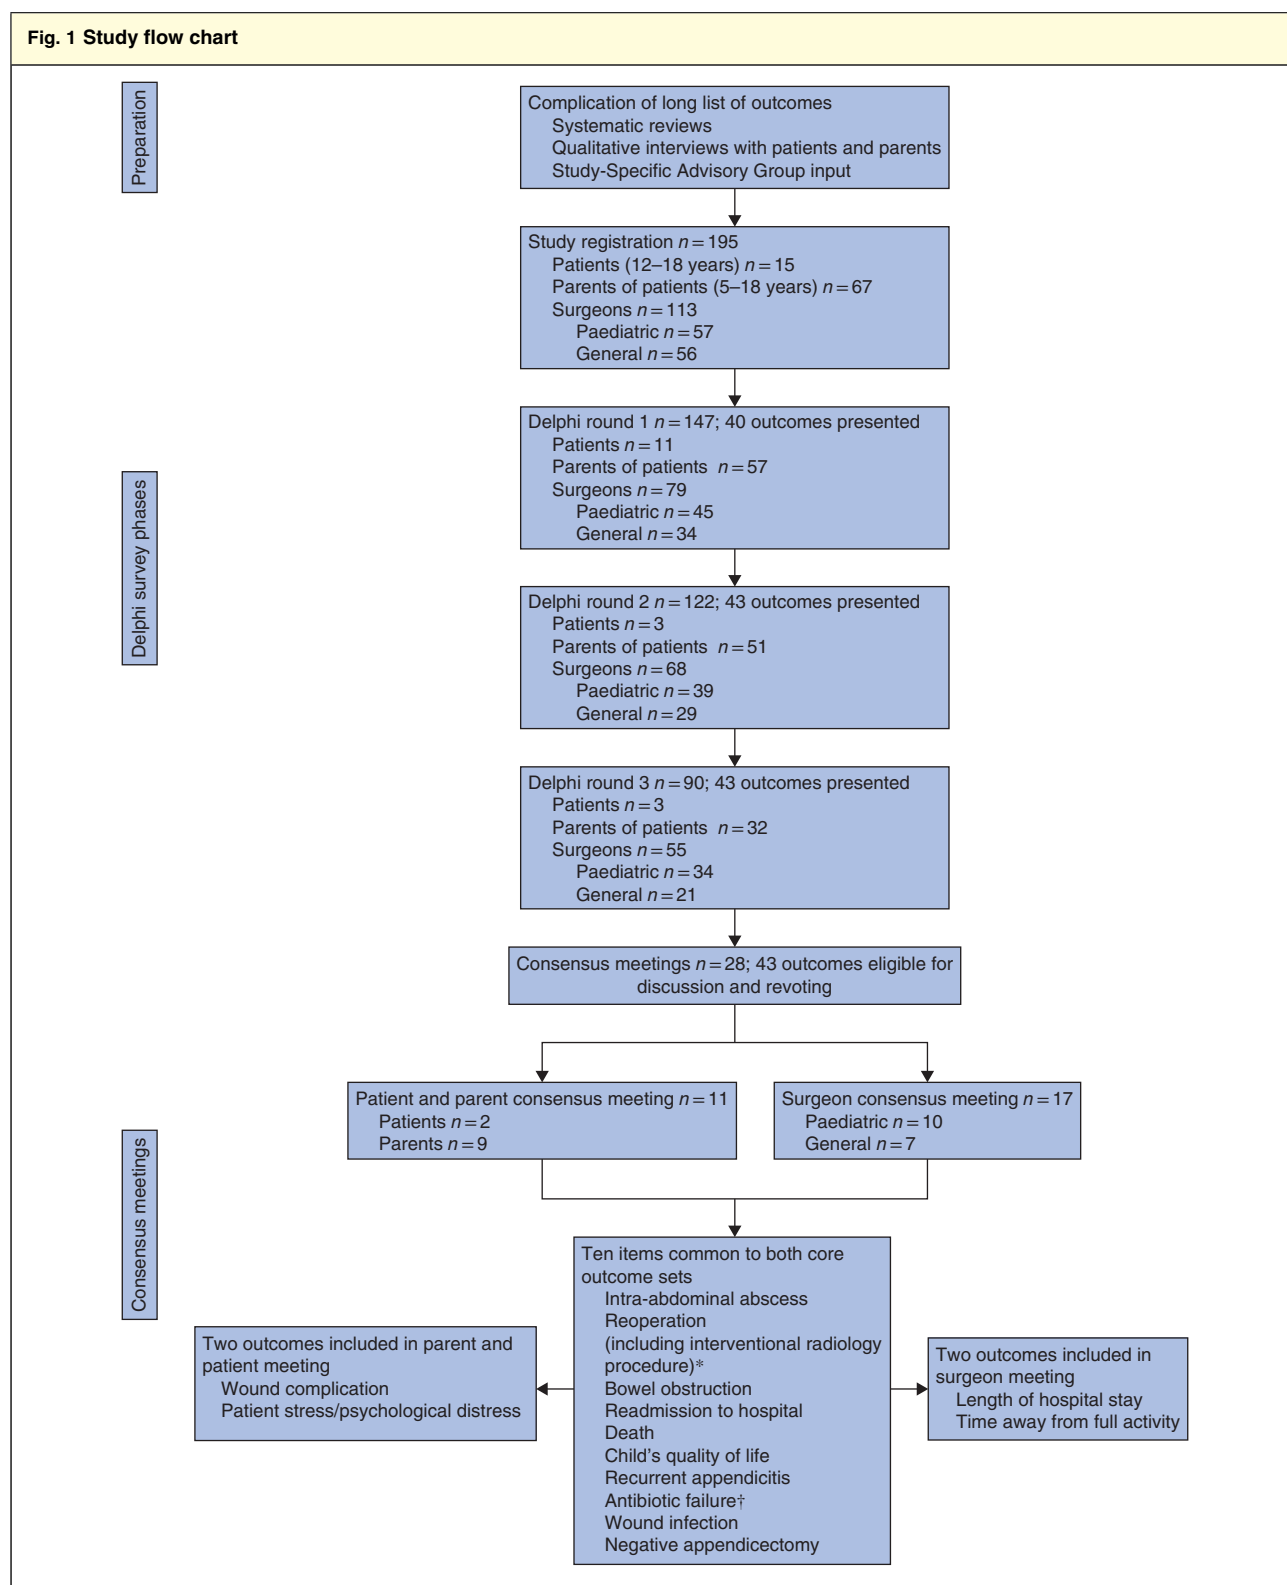 Fig. 1 Study flow chart
Preparation
Complication of long list of outcomes
Systematic reviews
Qualitative interviews with patients and parents
Study-Specific Advisory Group input
Study registration n = 195
Patients (12–18 years) n = 15
Parents of patients (5–18 years) n = 67
Surgeons n = 113
Paediatric n = 57
General n = 56
Delphi survey phases
Delphi round 1 n = 147; 40 outcomes presented
Patients n = 11
Parents of patients n = 57
Surgeons n = 79
Paediatric n = 45
General n = 34
Delphi round 2 n = 122; 43 outcomes presented
Patients n = 3
Parents of patients n = 51
Surgeons n = 68
Paediatric n = 39
General n = 29
Delphi round 3 n = 90; 43 outcomes presented
Patients n = 3
Parents of patients n = 32
Surgeons n = 55
Paediatric n = 34
General n = 21
Consensus meetings
Consensus meetings n = 28; 43 outcomes eligible for
discussion and revoting
Patient and parent consensus meeting n = 11
Patients n = 2
Parents n = 9
Surgeon consensus meeting n = 17
Paediatric n = 10
General n = 7
Ten items common to both core
outcome sets
Intra-abdominal abscess
Reoperation
(including interventional radiology
procedure)*
Bowel obstruction
Readmission to hospital
Death
Child's quality of life
Recurrent appendicitis
Antibiotic failure†
Wound infection
Negative appendicectomy
Two outcomes included in parent and
patient meeting
Wound complication
Patient stress/psychological distress
Two outcomes included in
surgeon meeting
Length of hospital stay
Time away from full activity